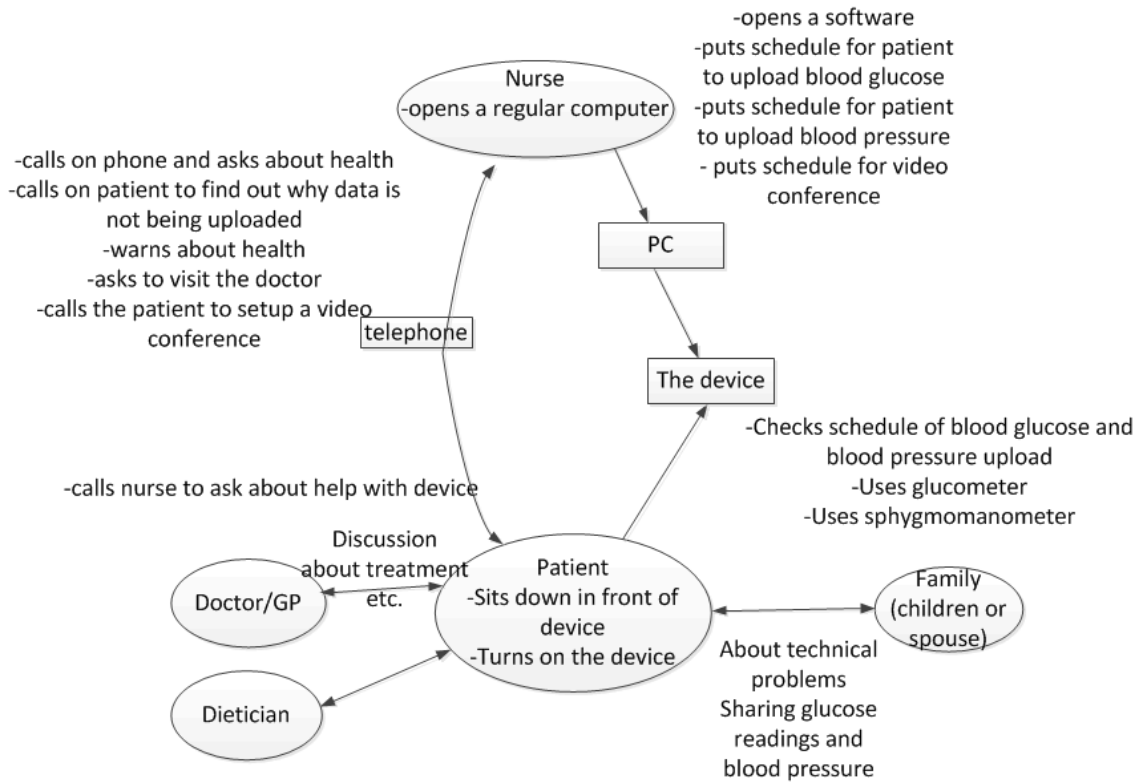 -opens a software
-puts schedule for patient
to upload blood glucose
-puts schedule for patient
to upload blood pressure
- puts schedule for video
conference
Nurse
-opens a regular computer
-calls on phone and asks about health
-calls on patient to find out why data is
not being uploaded
-warns about health
-asks to visit the doctor
-calls the patient to setup a video
conference
PC
telephone
The device
-Checks schedule of blood glucose and
blood pressure upload
-Uses glucometer
-Uses sphygmomanometer
-calls nurse to ask about help with device
Discussion
about treatment
etc.
Doctor/GP
Patient
-Sits down in front of
device
-Turns on the device
Family
(children or
spouse)
About technical
problems
Sharing glucose
readings and
blood pressure
Dietician